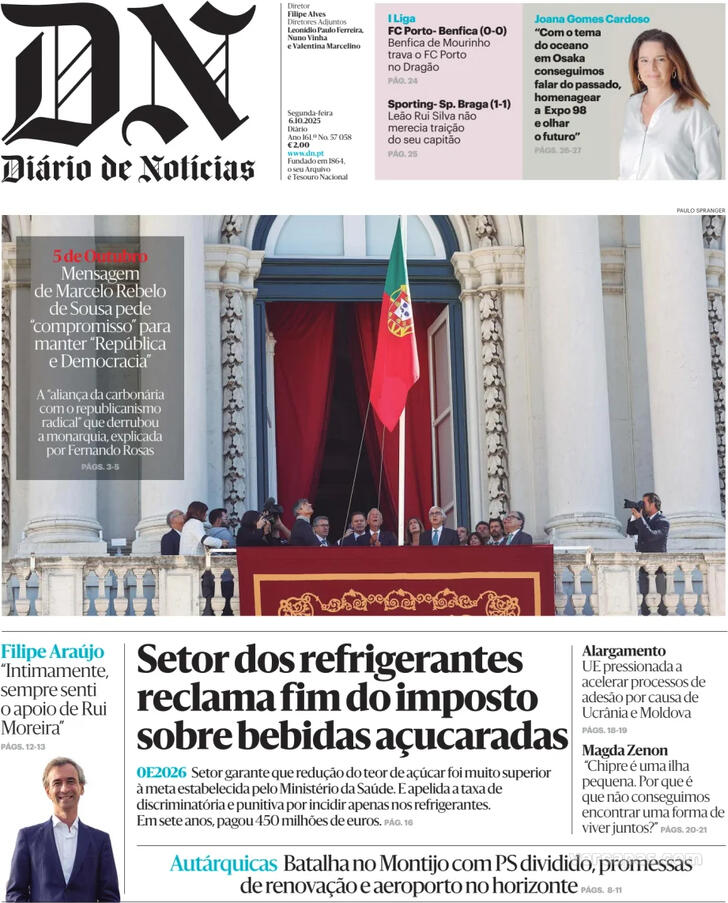 DN
Diário de Notícias
Diretor
Filipe Alves
Diretores Adjuntos
Leonídio Paulo Ferreira,
Nuno Vinha
e Valentina Marcelino
Segunda-feira
6.10.2025
Diário
Ano 161.º No. 57 058
€ 2,00
www.dn.pt
Fundado em 1864,
o seu Arquivo
é Tesouro Nacional
I Liga
FC Porto- Benfica (0-0)
Benfica de Mourinho
trava o FC Porto
no Dragão
PÁG. 24
Sporting- Sp. Braga (1-1)
Leão Rui Silva não
merecia traição
do seu capitão
PÁG. 25
Joana Gomes Cardoso
“Com o tema
do oceano
em Osaka
conseguimos
falar do passado,
homenagear
a Expo 98
e olhar
o futuro”
PÁGS. 26-27
PAULO SPRANGER
5 de Outubro
Mensagem
de Marcelo Rebelo
de Sousa pede
“compromisso” para
manter “República
e Democracia”
A “aliança da carbonária
com o republicanismo
radical” que derrubou
a monarquia, explicada
por Fernando Rosas
PÁGS. 3-5
Filipe Araújo
“Intimamente,
sempre senti
o apoio de Rui
Moreira”
PÁGS. 12-13
Setor dos refrigerantes
reclama fim do imposto
sobre bebidas açucaradas
OE2026 Setor garante que redução do teor de açúcar foi muito superior
à meta estabelecida pelo Ministério da Saúde. E apelida a taxa de
discriminatória e punitiva por incidir apenas nos refrigerantes.
Em sete anos, pagou 450 milhões de euros. PÁG. 16
Alargamento
UE pressionada a
acelerar processos de
adesão por causa de
Ucrânia e Moldova
PÁGS. 18-19
Magda Zenon
“Chipre é uma ilha
pequena. Por que é
que não conseguimos
encontrar uma forma de
viver juntos?” PÁGS. 20-21
Autárquicas Batalha no Montijo com PS dividido, promessas
de renovação e aeroporto no horizonte PÁGS. 8-11